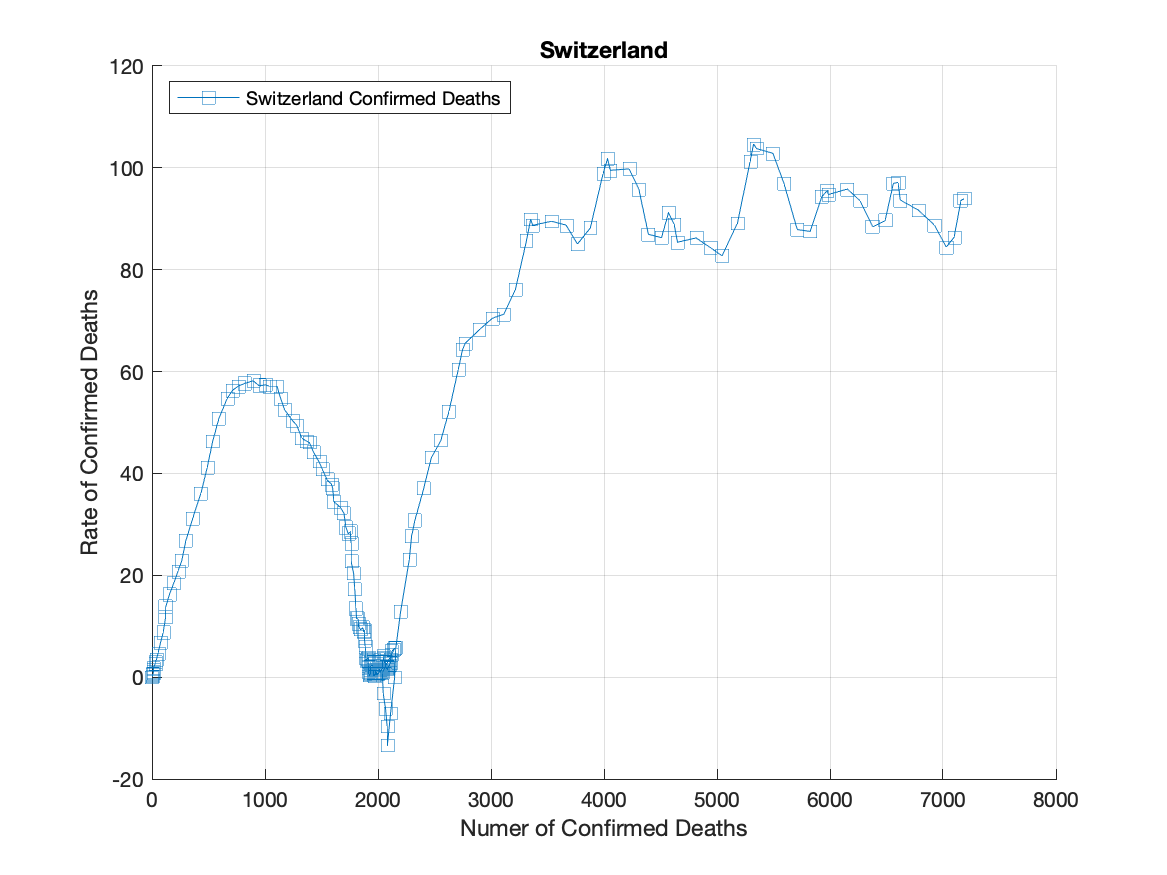 Switzerland
Switzerland Confirmed Deaths
120
100
80
60
40
20
0
-20
Rate of Confirmed Deaths
0 1000 2000 3000 4000 5000 6000 7000 8000
Numer of Confirmed Deaths